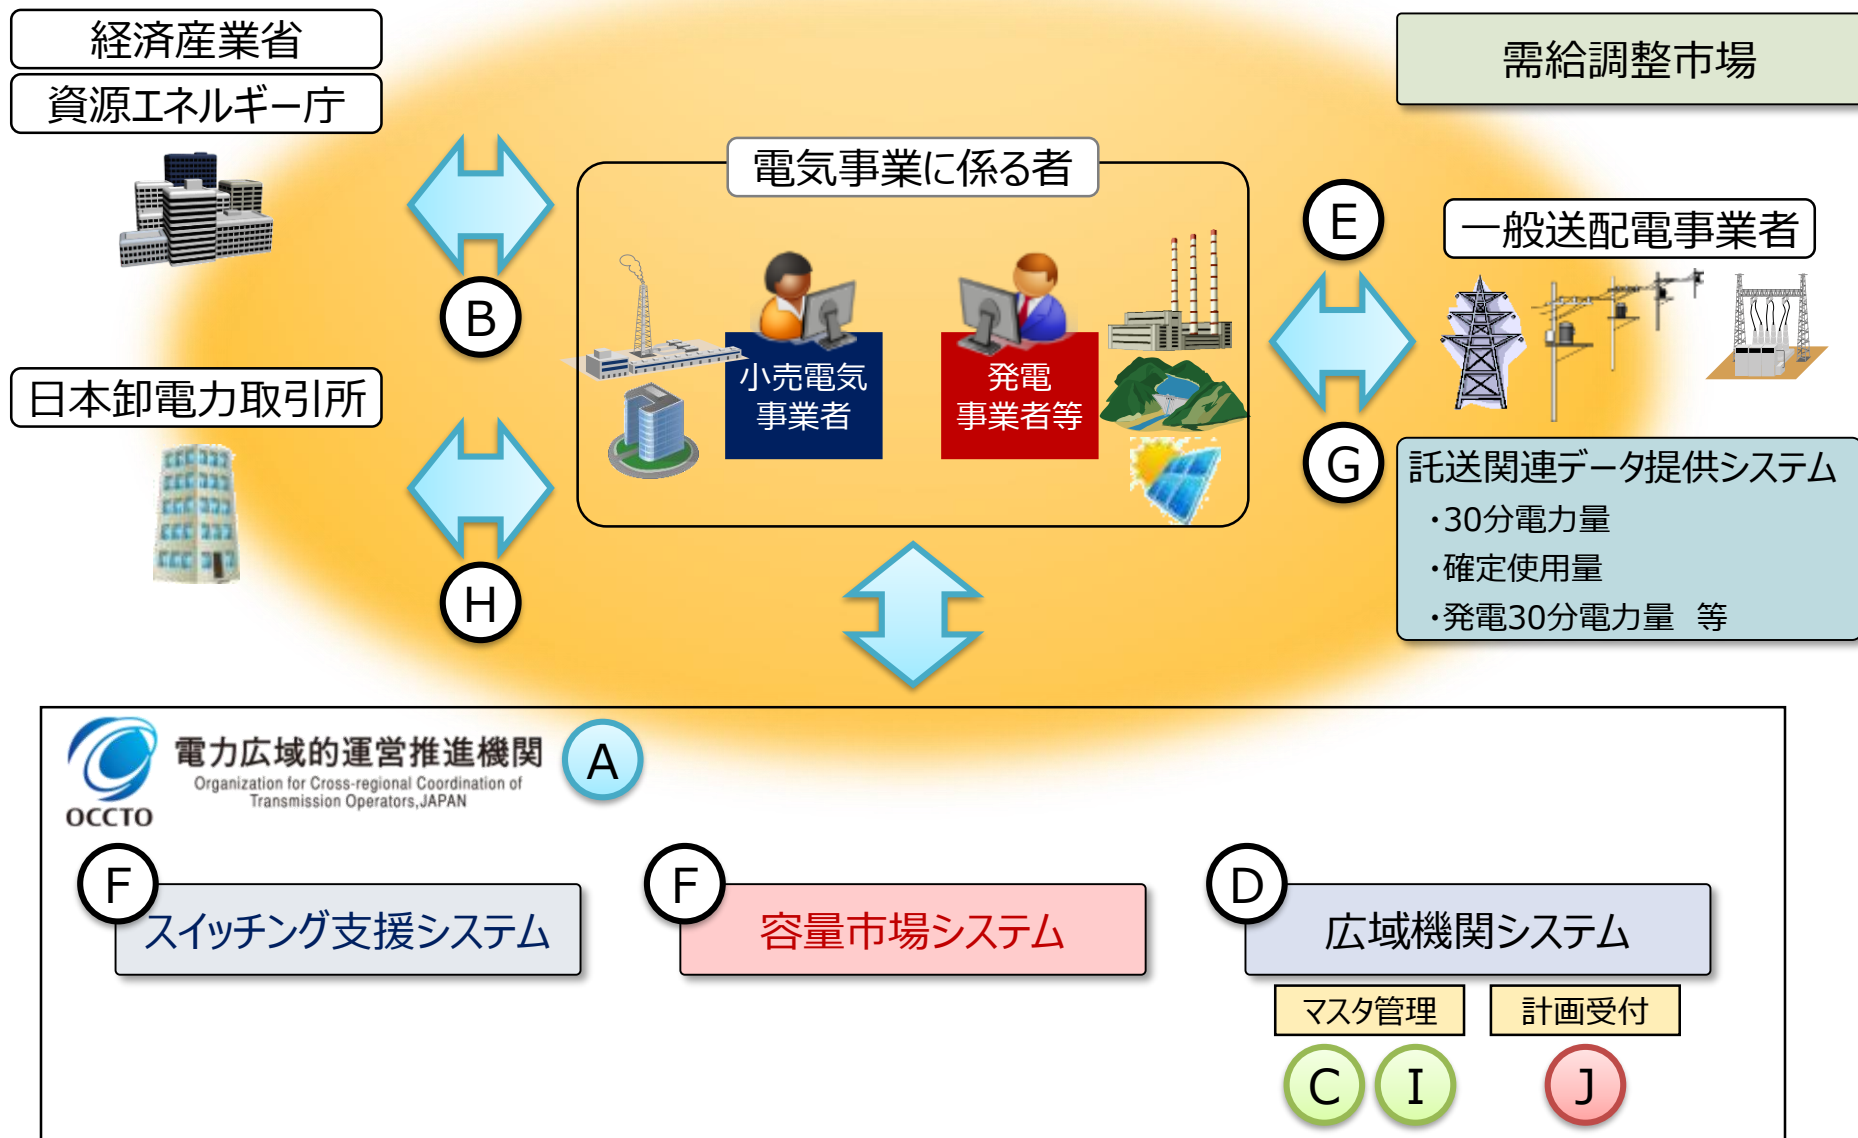 経済産業省
資源エネルギー庁
需給調整市場
電気事業に係る者
E
一般送配電事業者
B
小売電気
事業者
発電
事業者等
日本卸電力取引所
G
託送関連データ提供システム
・30分電力量
・確定使用量
・発電30分電力量 等
H
OCCTO
電力広域的運営推進機関
Organization for Cross-regional Coordination of
Transmission Operators,JAPAN
A
F
スイッチング支援システム
F
容量市場システム
D
広域機関システム
マスタ管理
計画受付
C
I
J